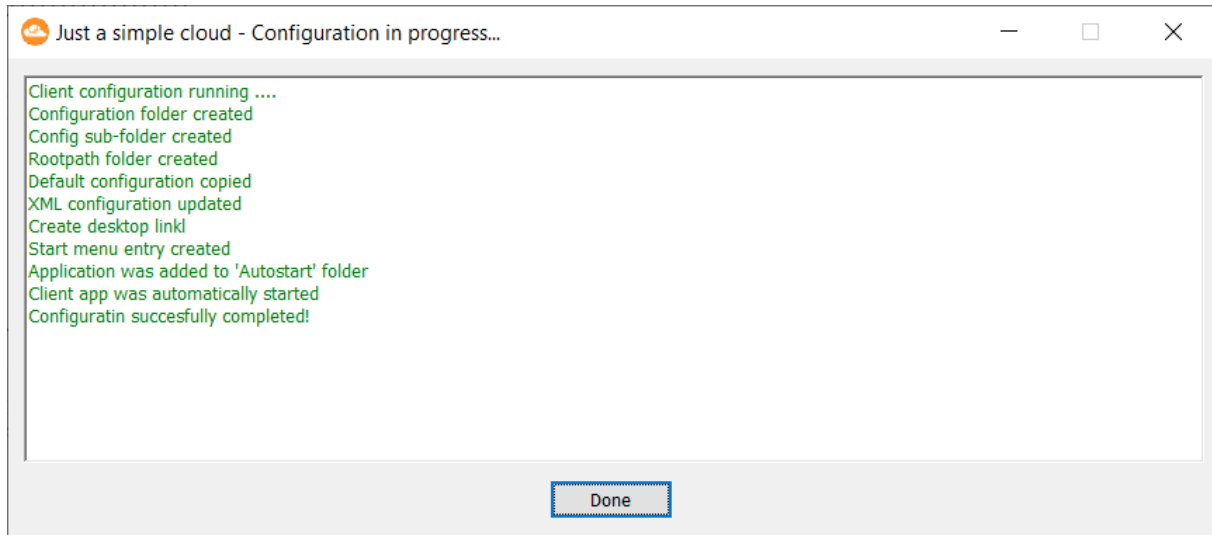 Just a simple cloud - Configuration in progress...
Client configuration running ....
Configuration folder created
Config sub-folder created
Rootpath folder created
Default configuration copied
XML configuration updated
Create desktop linkl
Start menu entry created
Application was added to 'Autostart' folder
Client app was automatically started
Configuratin succesfully completed!
Done